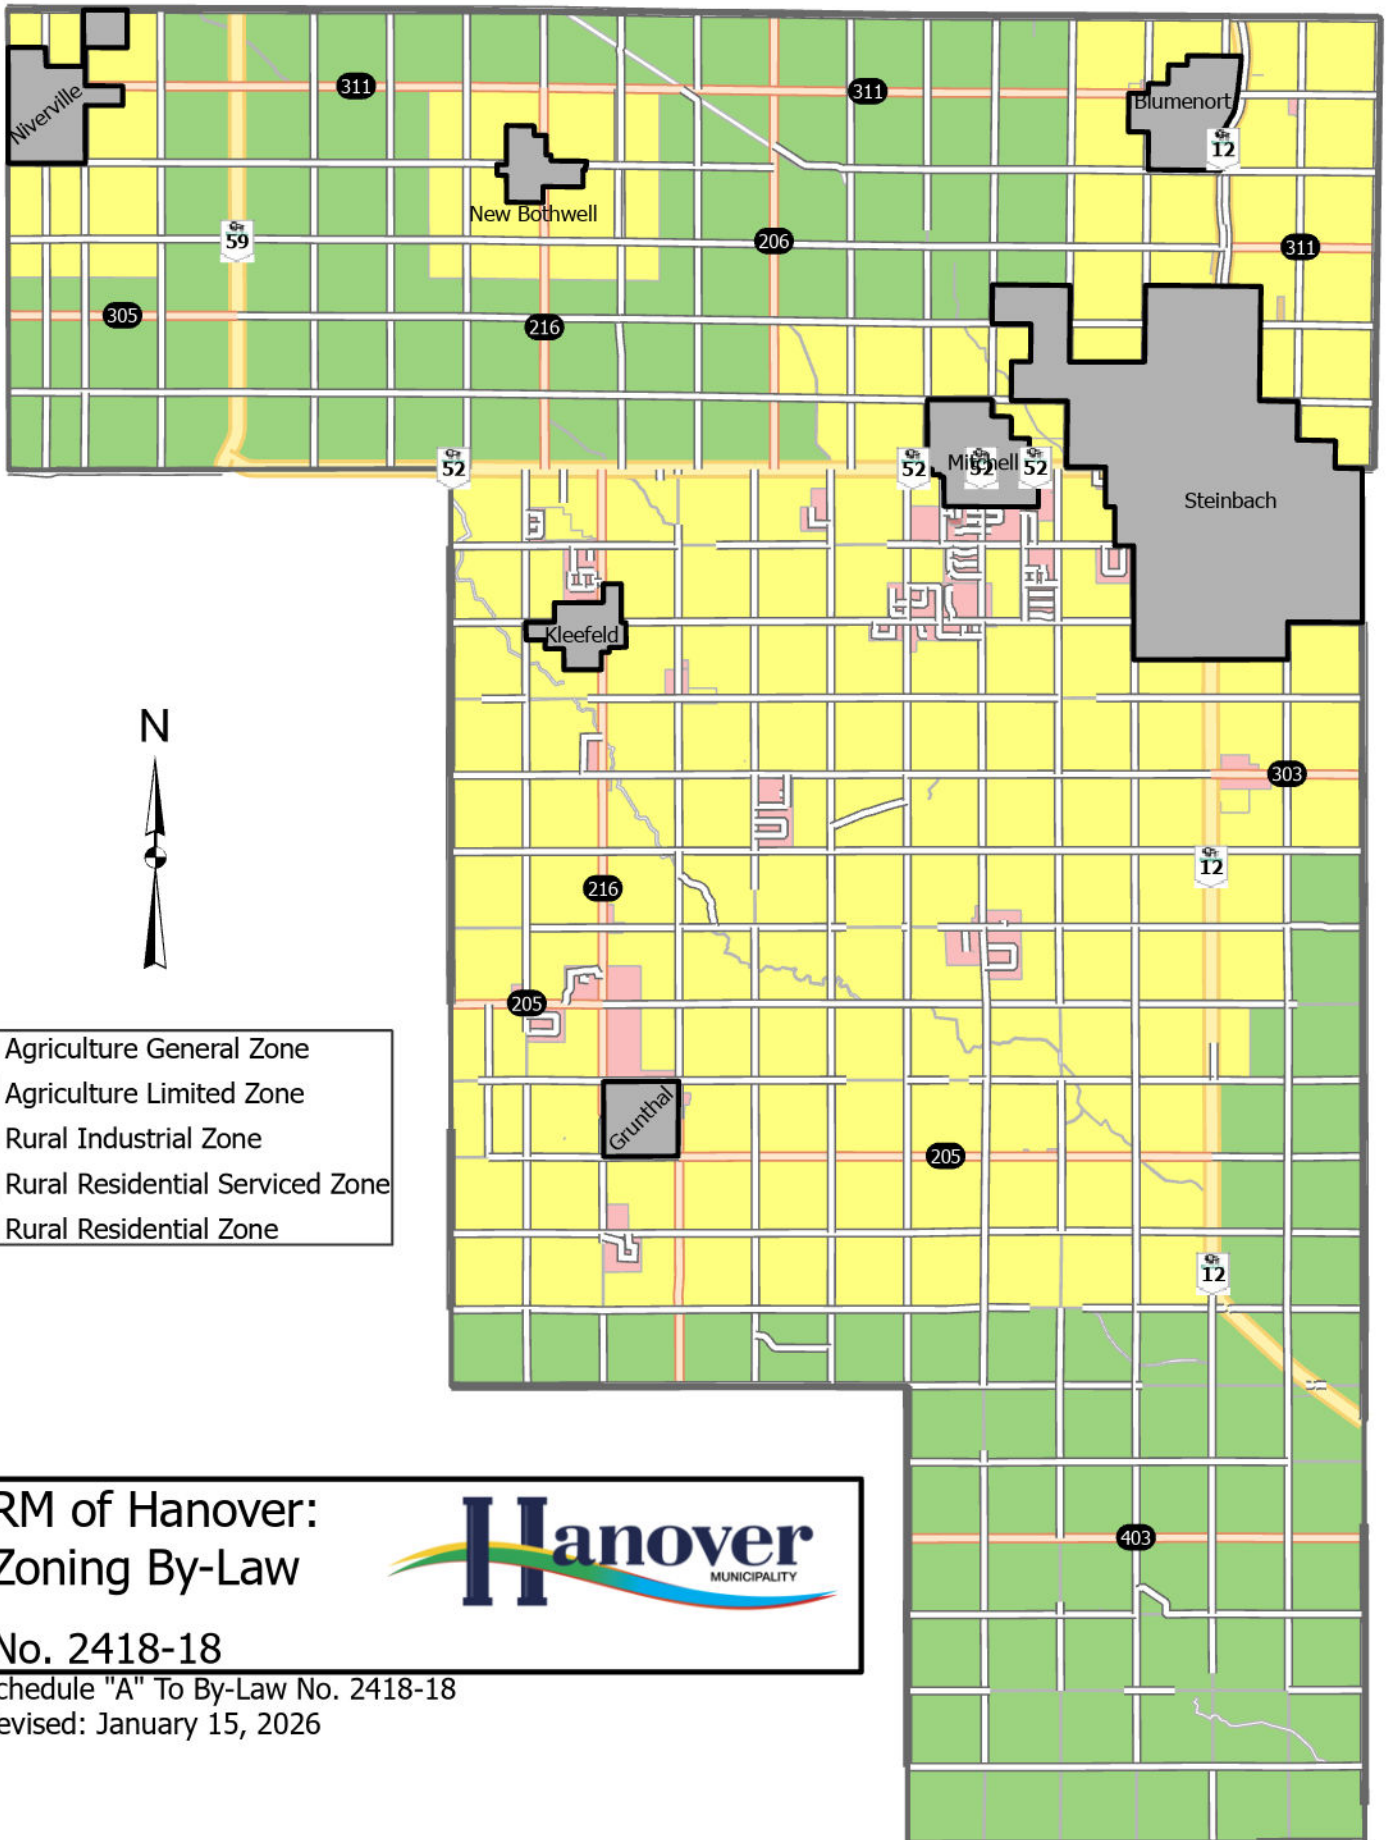 Niverville
311
311
Blumenort
12
New Bothwell
59
206
311
305
216
52
52
Mitchell
52
52
Steinbach
Kleefeld
N
303
12
216
205
Agriculture General Zone
Agriculture Limited Zone
Rural Industrial Zone
Rural Residential Serviced Zone
Rural Residential Zone
Grunthal
205
12
RM of Hanover:
Zoning By-Law
No. 2418-18
Hanover
MUNICIPALITY
chedule "A" To By-Law No. 2418-18
evised: January 15, 2026
403